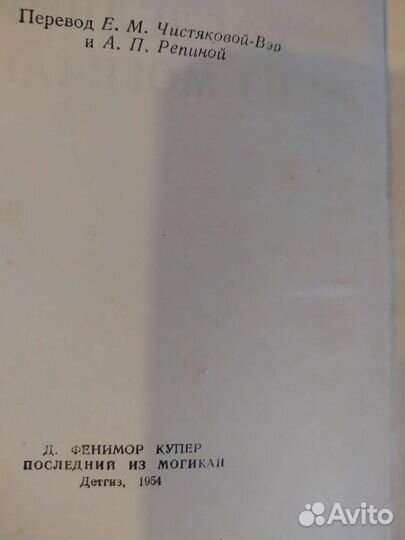 Перевод Е. М. Чистяковой-Вэр
и А. П. Репиной
Д. ФЕНИМОР КУПЕР
ПОСЛЕДНИЙ ИЗ МОГИКАН
Детгиз, 1954
Avito